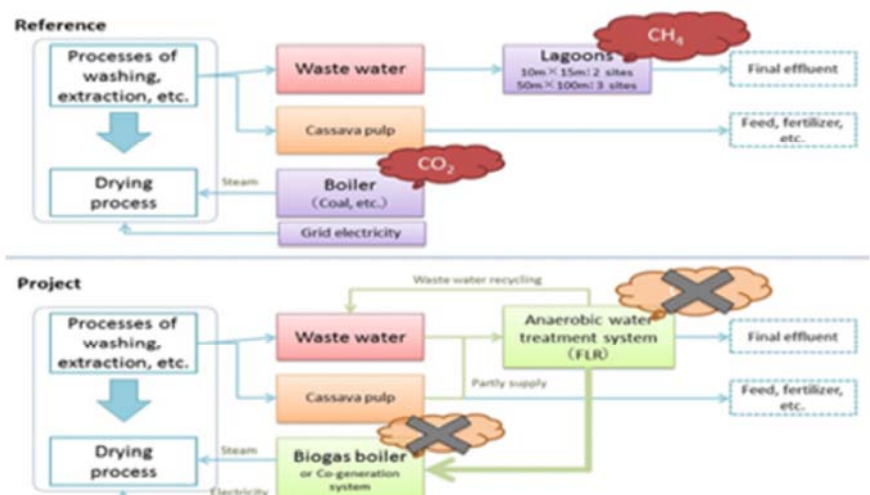 Reference
Processes of
washing,
extraction, etc.
Waste water
Lagoons
10m×15m: 2 sites
50m×100m: 3 sites
CH₄
Final effluent
Cassava pulp
Feed, fertilizer,
etc.
CO₂
Drying
process
Steam
Boiler
(Coal, etc.)
Grid electricity
Project
Waste water recycling
Processes of
washing,
extraction, etc.
Waste water
Anaerobic water
treatment system
(FLR)
Final effluent
Partly supply
Cassava pulp
Feed, fertilizer,
etc.
Drying
process
Steam
Biogas boiler
or Co-generation
system
Electricity